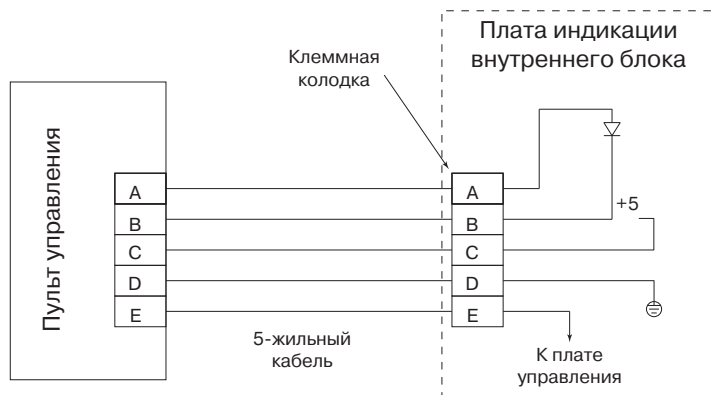 Плата индикации
внутреннего блока
Клеммная
колодка
Пульт управления
A
B
C
D
E
A
B
C
D
E
+5
5-жильный
кабель
К плате
управления